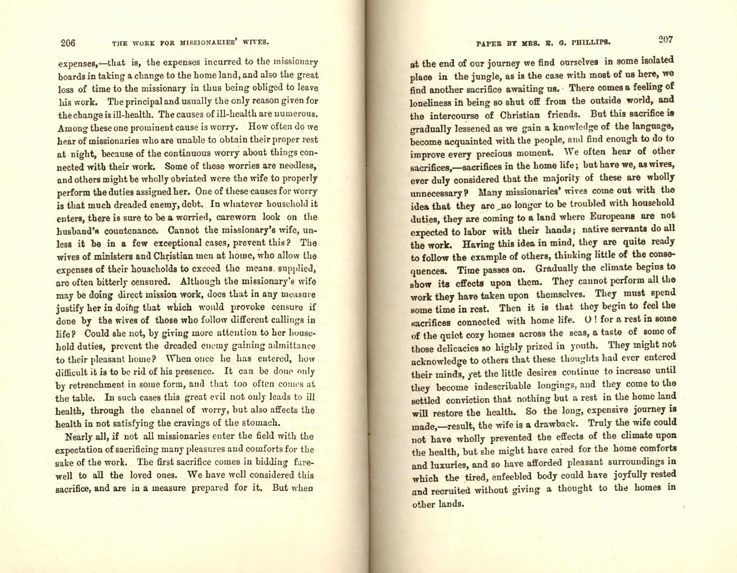 206 THE WORK FOR MISSIONARIES' WIVES.
expenses,—that is, the expenses incurred to the missionary
boards in taking a change to the home land, and also the great
loss of time to the missionary in thus being obliged to leave
his work. The principal and usually the only reason given for
the change is ill-health. The causes of ill-health are numerous.
Among these one prominent cause is worry. How often do we
hear of missionaries who are unable to obtain their proper rest
at night, because of the continuous worry about things con-
nected with their work. Some of those worries are needless,
and others might be wholly obviated were the wife to properly
perform the duties assigned her. One of these causes for worry
is that much dreaded enemy, debt. In whatever household it
enters, there is sure to be a worried, careworn look on the
husband's countenance. Cannot the missionary's wife, un-
less it be in a few exceptional cases, prevent this? The
wives of ministers and Christian men at home, who allow the
expenses of their households to exceed the means supplied,
are often bitterly censured. Although the missionary's wife
may be doing direct mission work, does that in any measure
justify her in doing that which would provoke censure if
done by the wives of those who follow different callings in
life? Could she not, by giving more attention to her house-
hold duties, prevent the dreaded enemy gaining admittance
to their pleasant home? When once he has entered, how
difficult it is to be rid of his presence. It can be done only
by retrenchment in some form, and that too often comes at
the table. In such cases this great evil not only leads to ill
health, through the channel of worry, but also affects the
health in not satisfying the cravings of the stomach.
Nearly all, if not all missionaries enter the field with the
expectation of sacrificing many pleasures and comforts for the
sake of the work. The first sacrifice comes in bidding fare-
well to all the loved ones. We have well considered this
sacrifice, and are in a measure prepared for it. But when
PAPER BY MRS. E. G. PHILLIPS. 207
at the end of our journey we find ourselves in some isolated
place in the jungle, as is the case with most of us here, we
find another sacrifice awaiting us. There comes a feeling of
loneliness in being so shut off from the outside world, and
the intercourse of Christian friends. But this sacrifice is
gradually lessened as we gain a knowledge of the language,
become acquainted with the people, and find enough to do to
improve every precious moment. We often hear of other
sacrifices,—sacrifices in the home life; but have we, as wives,
ever duly considered that the majority of these are wholly
unnecessary? Many missionaries' wives come out with the
idea that they are no longer to be troubled with household
duties, they are coming to a land where Europeans are not
expected to labor with their hands; native servants do all
the work. Having this idea in mind, they are quite ready
to follow the example of others, thinking little of the conse-
quences. Time passes on. Gradually the climate begins to
show its effects upon them. They cannot perform all the
work they have taken upon themselves. They must spend
some time in rest. Then it is that they begin to feel the
sacrifices connected with home life. O! for a rest in some
of the quiet cozy homes across the seas, a taste of some of
those delicacies so highly prized in youth. They might not
acknowledge to others that these thoughts had ever entered
their minds, yet the little desires continue to increase until
they become indescribable longings, and they come to the
settled conviction that nothing but a rest in the home land
will restore the health. So the long, expensive journey is
made,—result, the wife is a drawback. Truly the wife could
not have wholly prevented the effects of the climate upon
the health, but she might have cared for the home comforts
and luxuries, and so have afforded pleasant surroundings in
which the tired, enfeebled body could have joyfully rested
and recruited without giving a thought to the homes in
other lands.